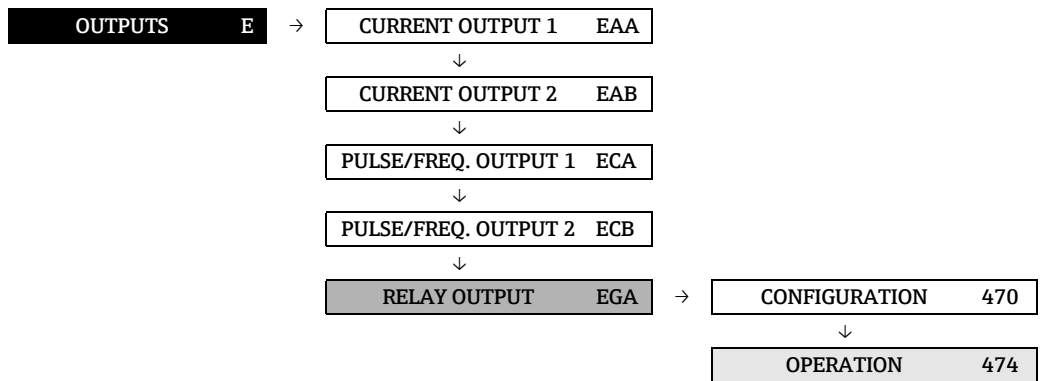 OUTPUTS E → CURRENT OUTPUT 1 EAA
↓
CURRENT OUTPUT 2 EAB
↓
PULSE/FREQ. OUTPUT 1 ECA
↓
PULSE/FREQ. OUTPUT 2 ECB
↓
RELAY OUTPUT EGA → CONFIGURATION 470
↓
OPERATION 474